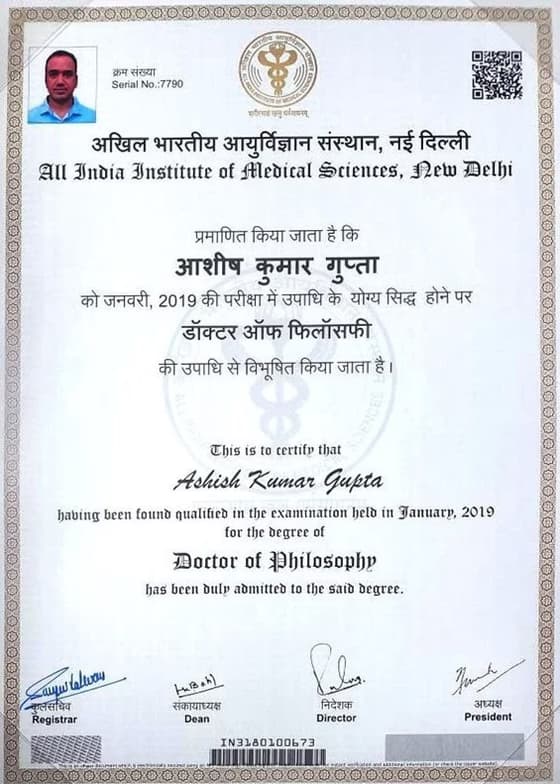 क्रम संख्या
Serial No.:7790
अखिल भारतीय आयुर्विज्ञान संस्थान, नई दिल्ली
All India Institute of Medical Sciences, New Delhi
प्रमाणित किया जाता है कि
आशीष कुमार गुप्ता
को जनवरी, 2019 की परीक्षा में उपाधि के योग्य सिद्ध होने पर
डॉक्टर ऑफ फिलॉसफी
की उपाधि से विभूषित किया जाता है।
This is to certify that
Ashish Kumar Gupta
having been found qualified in the examination held in January, 2019
for the degree of
Doctor of Philosophy
has been duly admitted to the said degree.
कुलसचिव संकायाध्यक्ष निदेशक अध्यक्ष
Registrar Dean Director President
IN3180100673